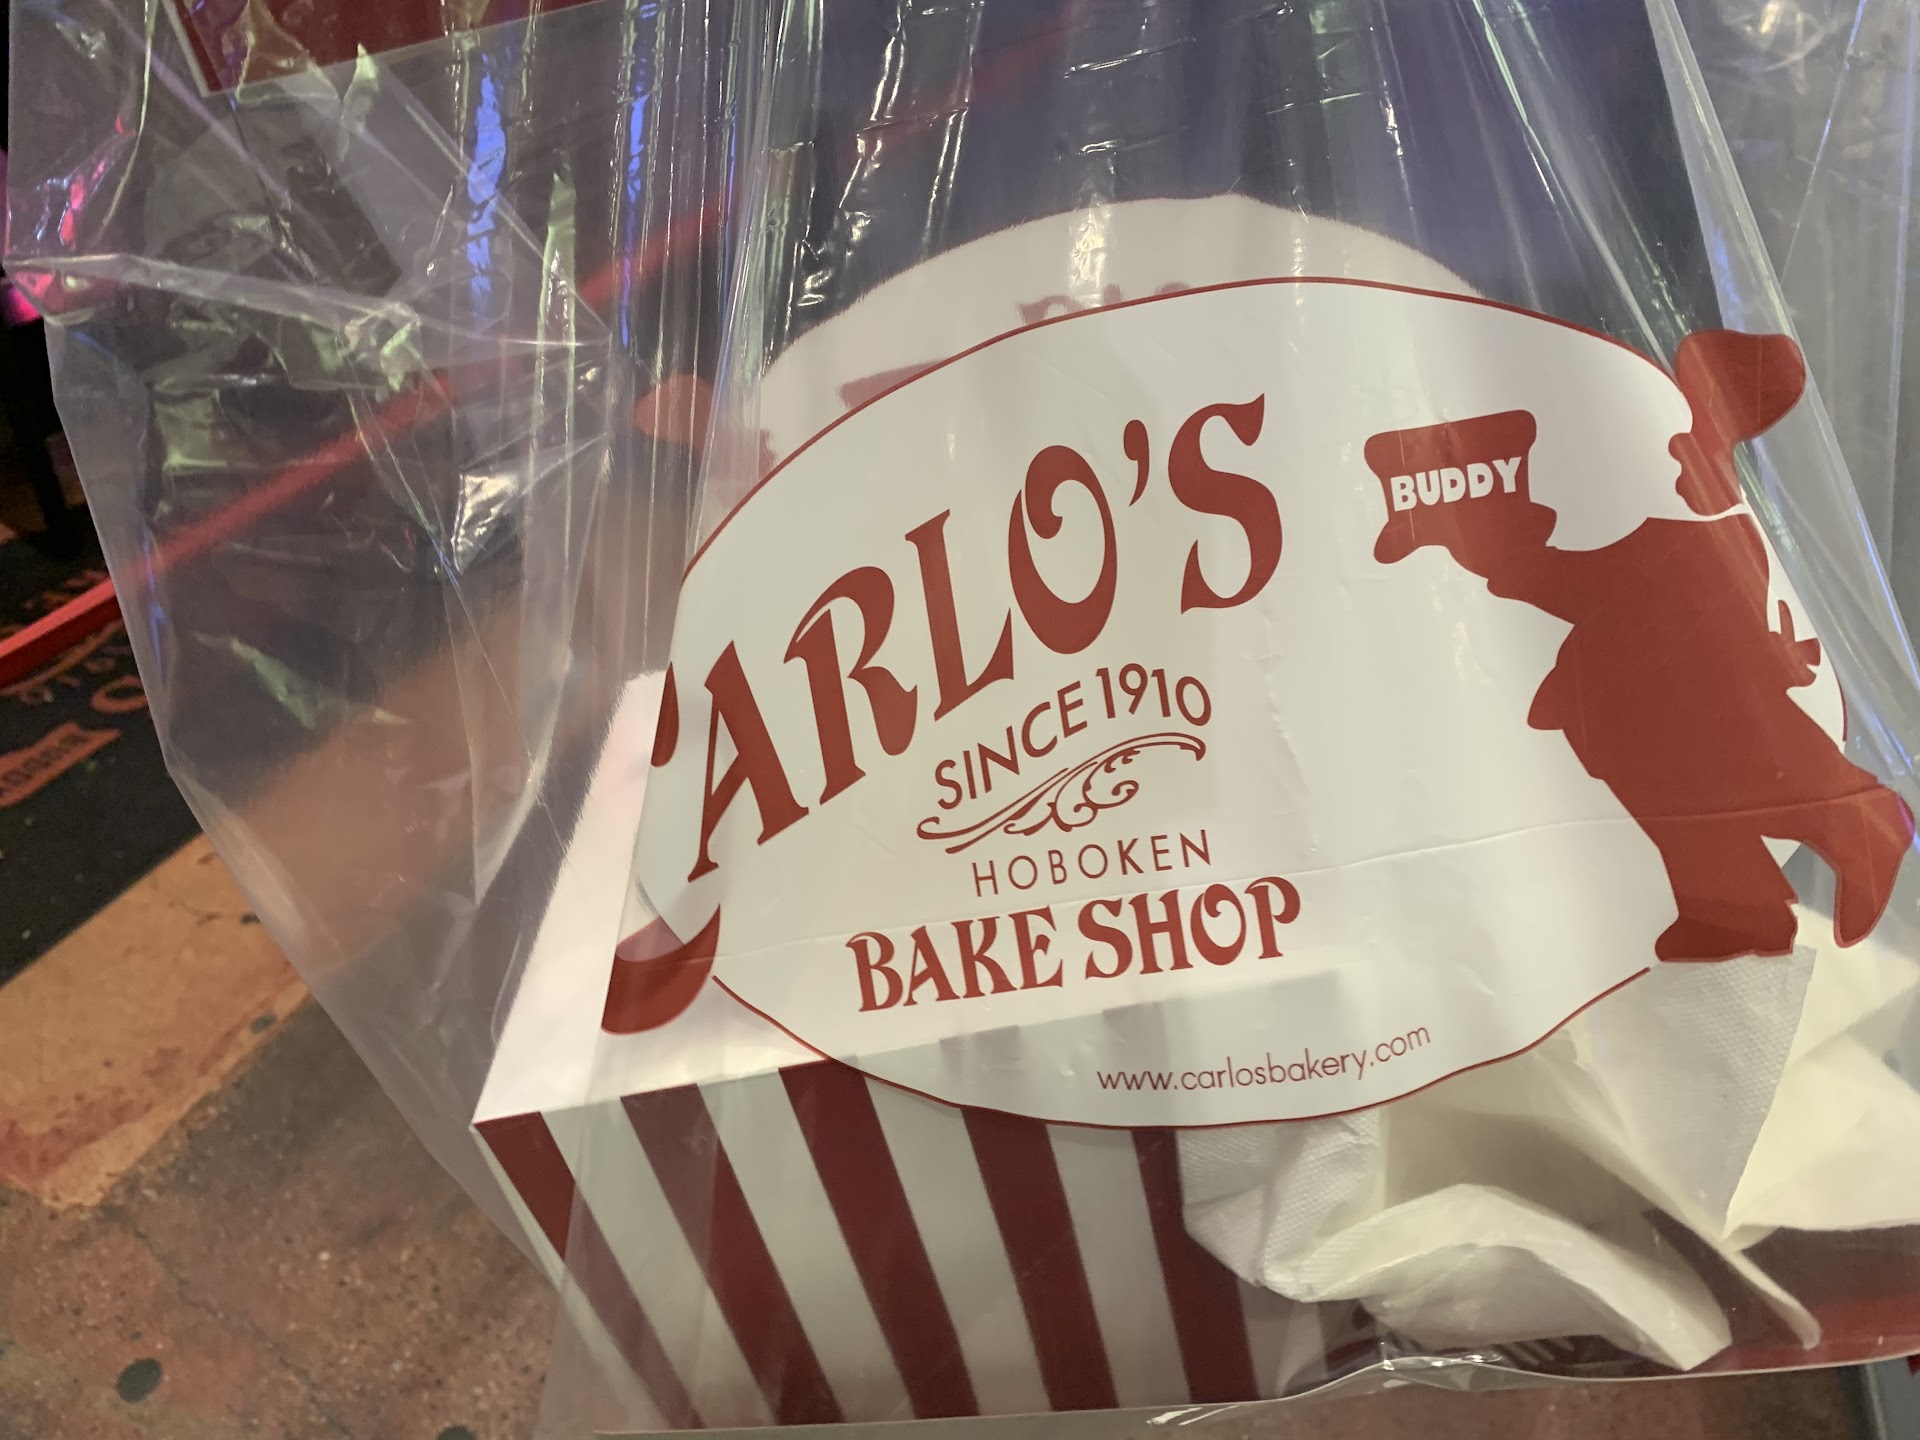 CARLO'S
BUDDY
SINCE 1910
HOBOKEN
BAKE SHOP
www.carlosbakery.com